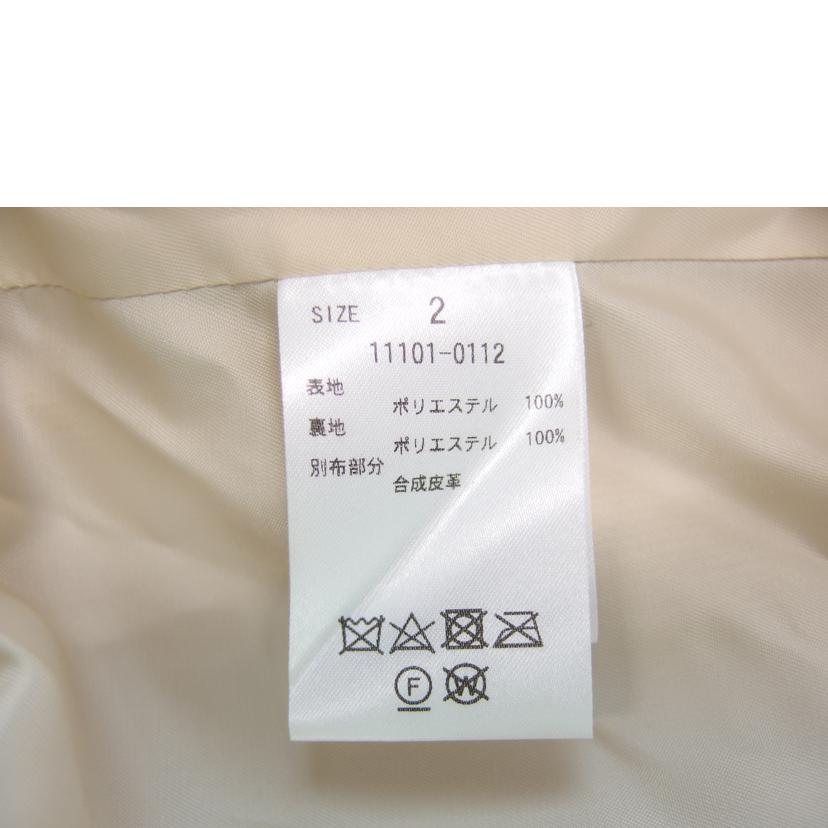 SIZE 2
11101-0112
表地
ポリエステル 100%
裏地
ポリエステル 100%
別布部分
合成皮革
F W